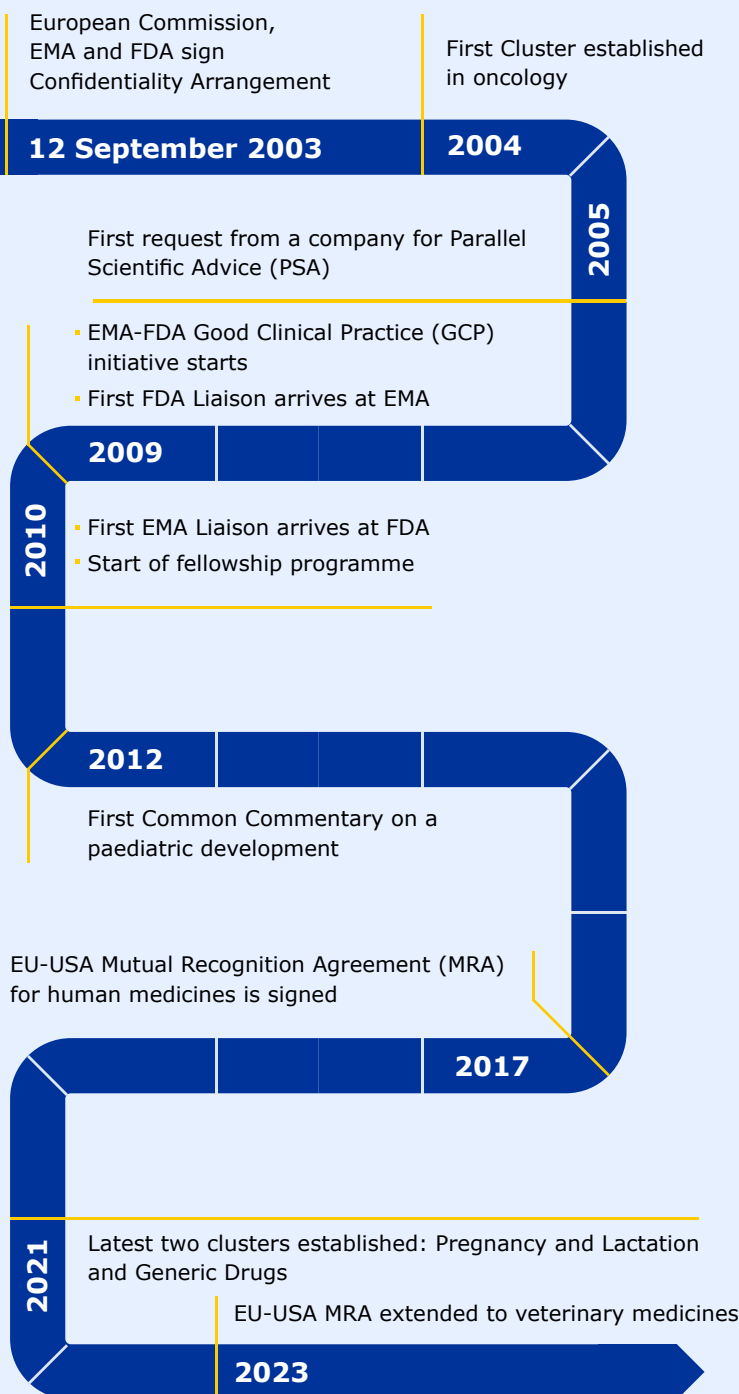 European Commission,
EMA and FDA sign
Confidentiality Arrangement
First Cluster established
in oncology
12 September 2003
2004
2005
First request from a company for Parallel
Scientific Advice (PSA)
EMA-FDA Good Clinical Practice (GCP)
initiative starts
First FDA Liaison arrives at EMA
2009
2010
First EMA Liaison arrives at FDA
Start of fellowship programme
2012
First Common Commentary on a
paediatric development
EU-USA Mutual Recognition Agreement (MRA)
for human medicines is signed
2017
2021
Latest two clusters established: Pregnancy and Lactation
and Generic Drugs
EU-USA MRA extended to veterinary medicines
2023